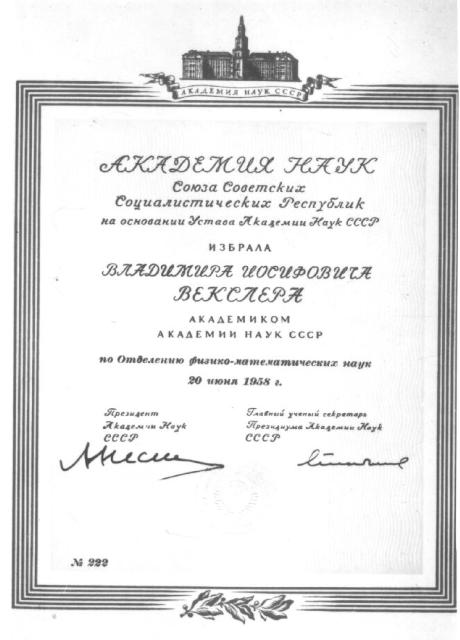 АКАДЕМИЯ НАУК СССР
АКАДЕМИЯ НАУК
Союза Советских
Социалистических Республик
на основании Устава Академии Наук СССР
ИЗБРАЛА
ВЛАДИМИРА ИОСИФОВИЧА
ВЕКСЛЕРА
АКАДЕМИКОМ
АКАДЕМИИ НАУК СССР
по Отделению физико-математических наук
20 июня 1958 г.
Президент
Академии Наук
СССР
Главный ученый секретарь
Президиума Академии Наук
СССР
№ 222